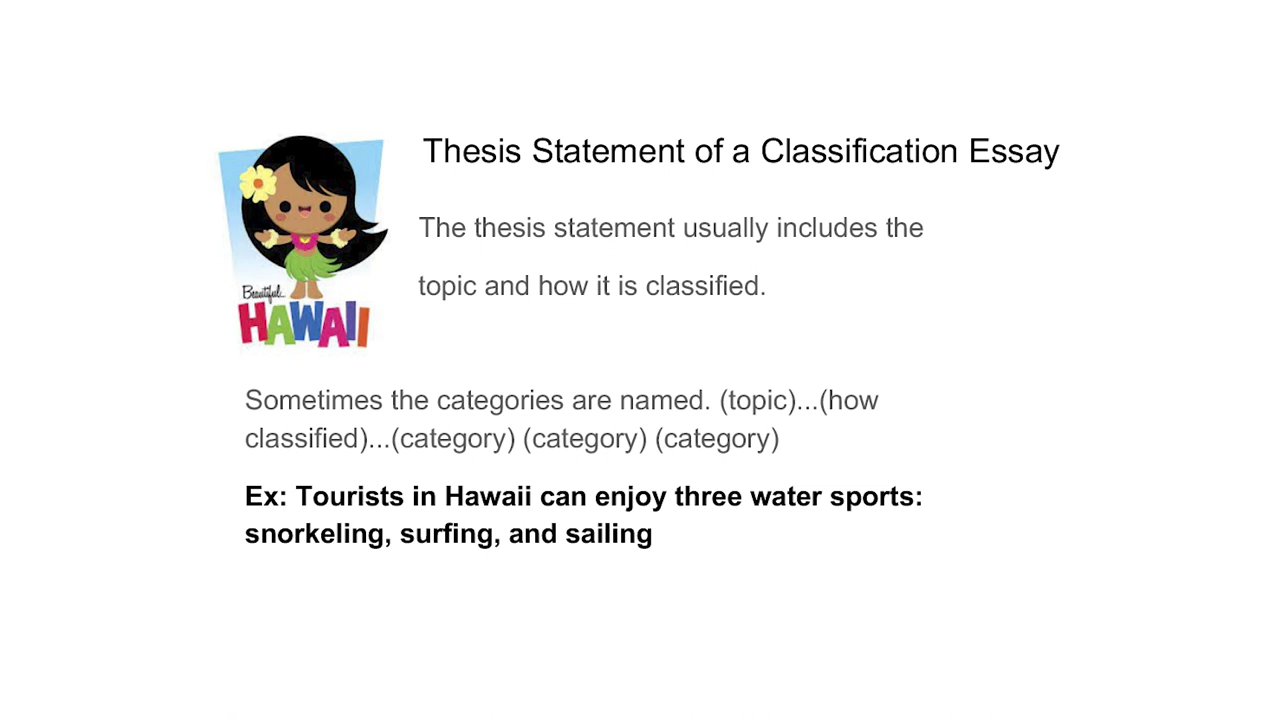 Thesis Statement of a Classification Essay
The thesis statement usually includes the
topic and how it is classified.
Beautiful
HAWAII
Sometimes the categories are named. (topic)...(how
classified)...(category) (category) (category)
Ex: Tourists in Hawaii can enjoy three water sports:
snorkeling, surfing, and sailing